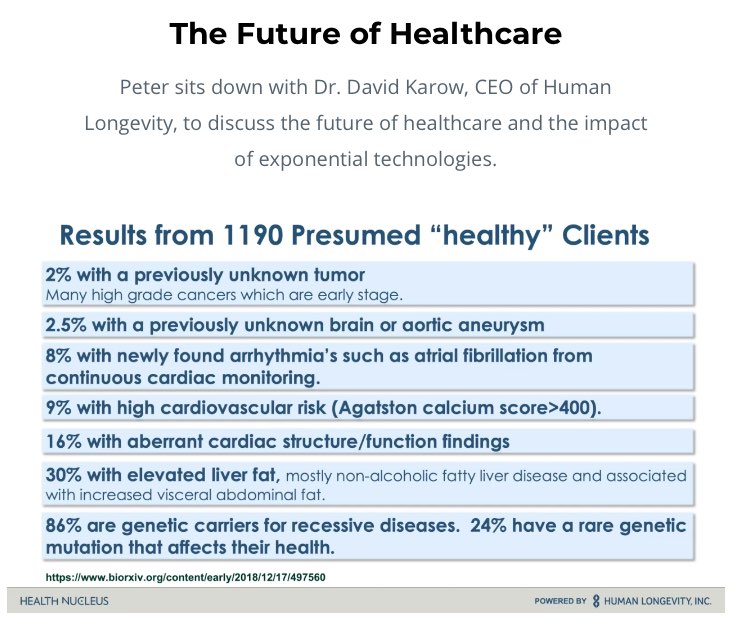 The Future of Healthcare
Peter sits down with Dr. David Karow, CEO of Human
Longevity, to discuss the future of healthcare and the impact
of exponential technologies.
Results from 1190 Presumed “healthy” Clients
2% with a previously unknown tumor
Many high grade cancers which are early stage.
2.5% with a previously unknown brain or aortic aneurysm
8% with newly found arrhythmia’s such as atrial fibrillation from
continuous cardiac monitoring.
9% with high cardiovascular risk (Agatston calcium score>400).
16% with aberrant cardiac structure/function findings
30% with elevated liver fat, mostly non-alcoholic fatty liver disease and associated
with increased visceral abdominal fat.
86% are genetic carriers for recessive diseases. 24% have a rare genetic
mutation that affects their health.
https://www.biorxiv.org/content/early/2018/12/17/497560
HEALTH NUCLEUS
POWERED BY HUMAN LONGEVITY, INC.